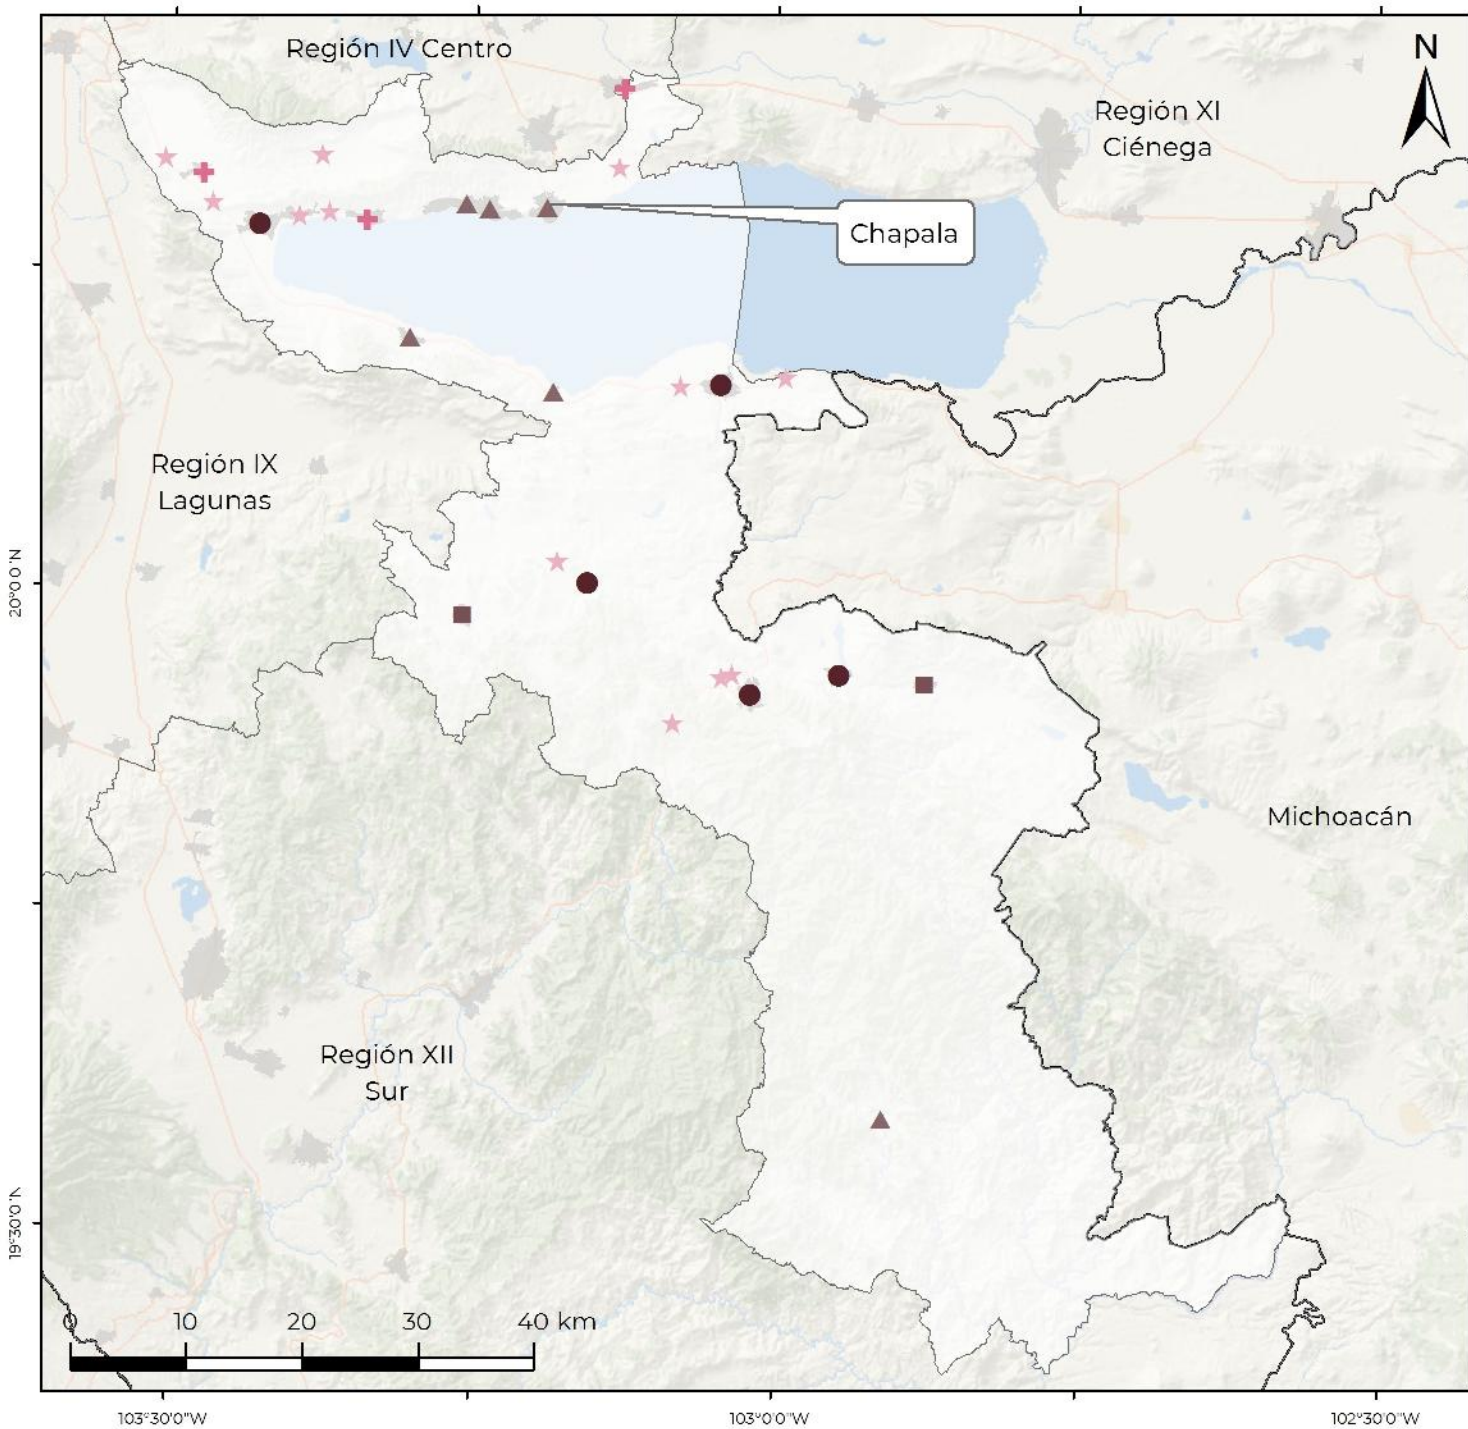 Región IV Centro
N
Región XI
Ciénega
Chapala
Región IX
Lagunas
20°0'0"N
Michoacán
Región XII
Sur
19°30'0"N
0 10 20 30 40 km
103°30'0"W 103°0'0"W 102°30'0"W